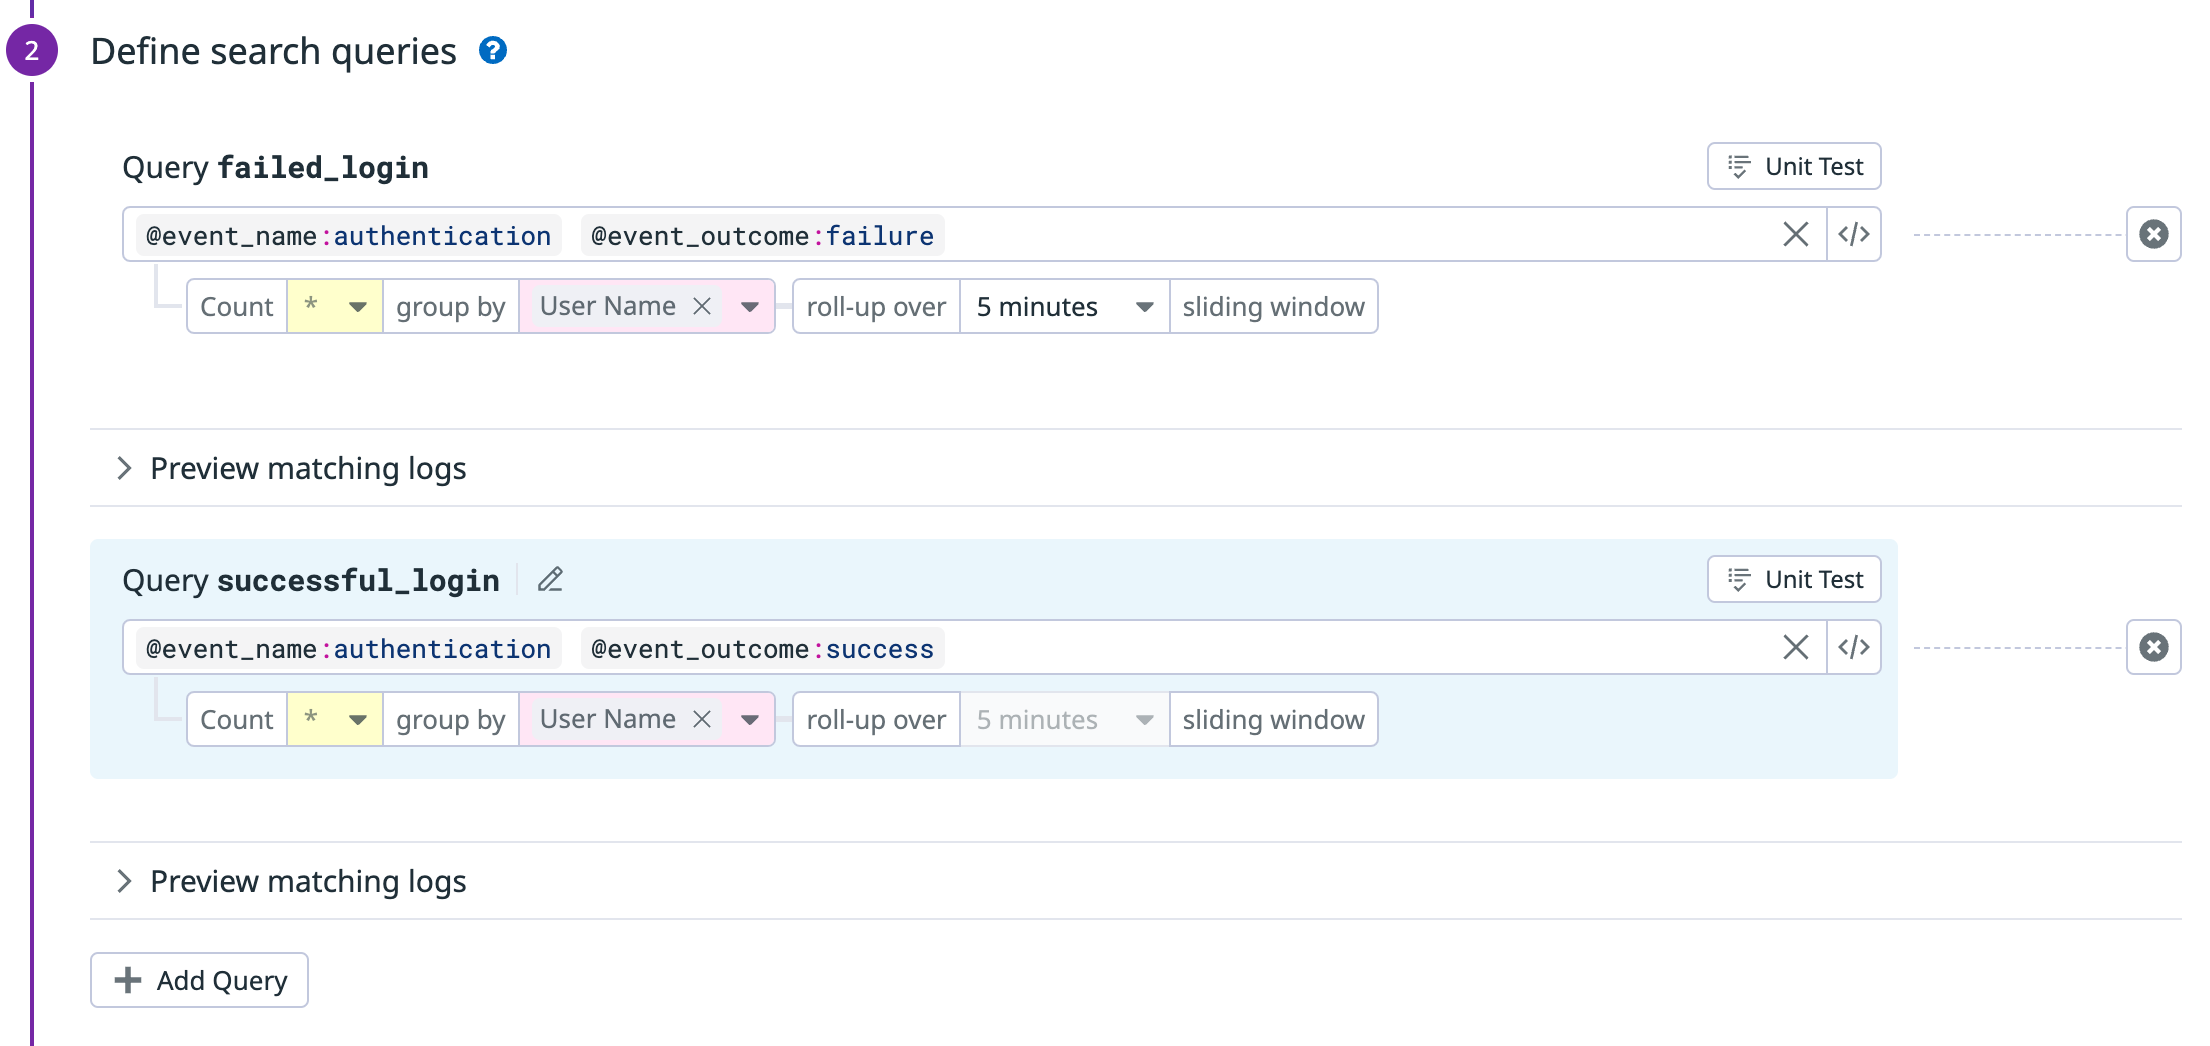 2 Define search queries ?
Query failed_login Unit Test
@event_name:authentication @event_outcome:failure </>
Count * group by User Name roll-up over 5 minutes sliding window
Preview matching logs
Query successful_login Unit Test
@event_name:authentication @event_outcome:success </>
Count * group by User Name roll-up over 5 minutes sliding window
Preview matching logs
Add Query